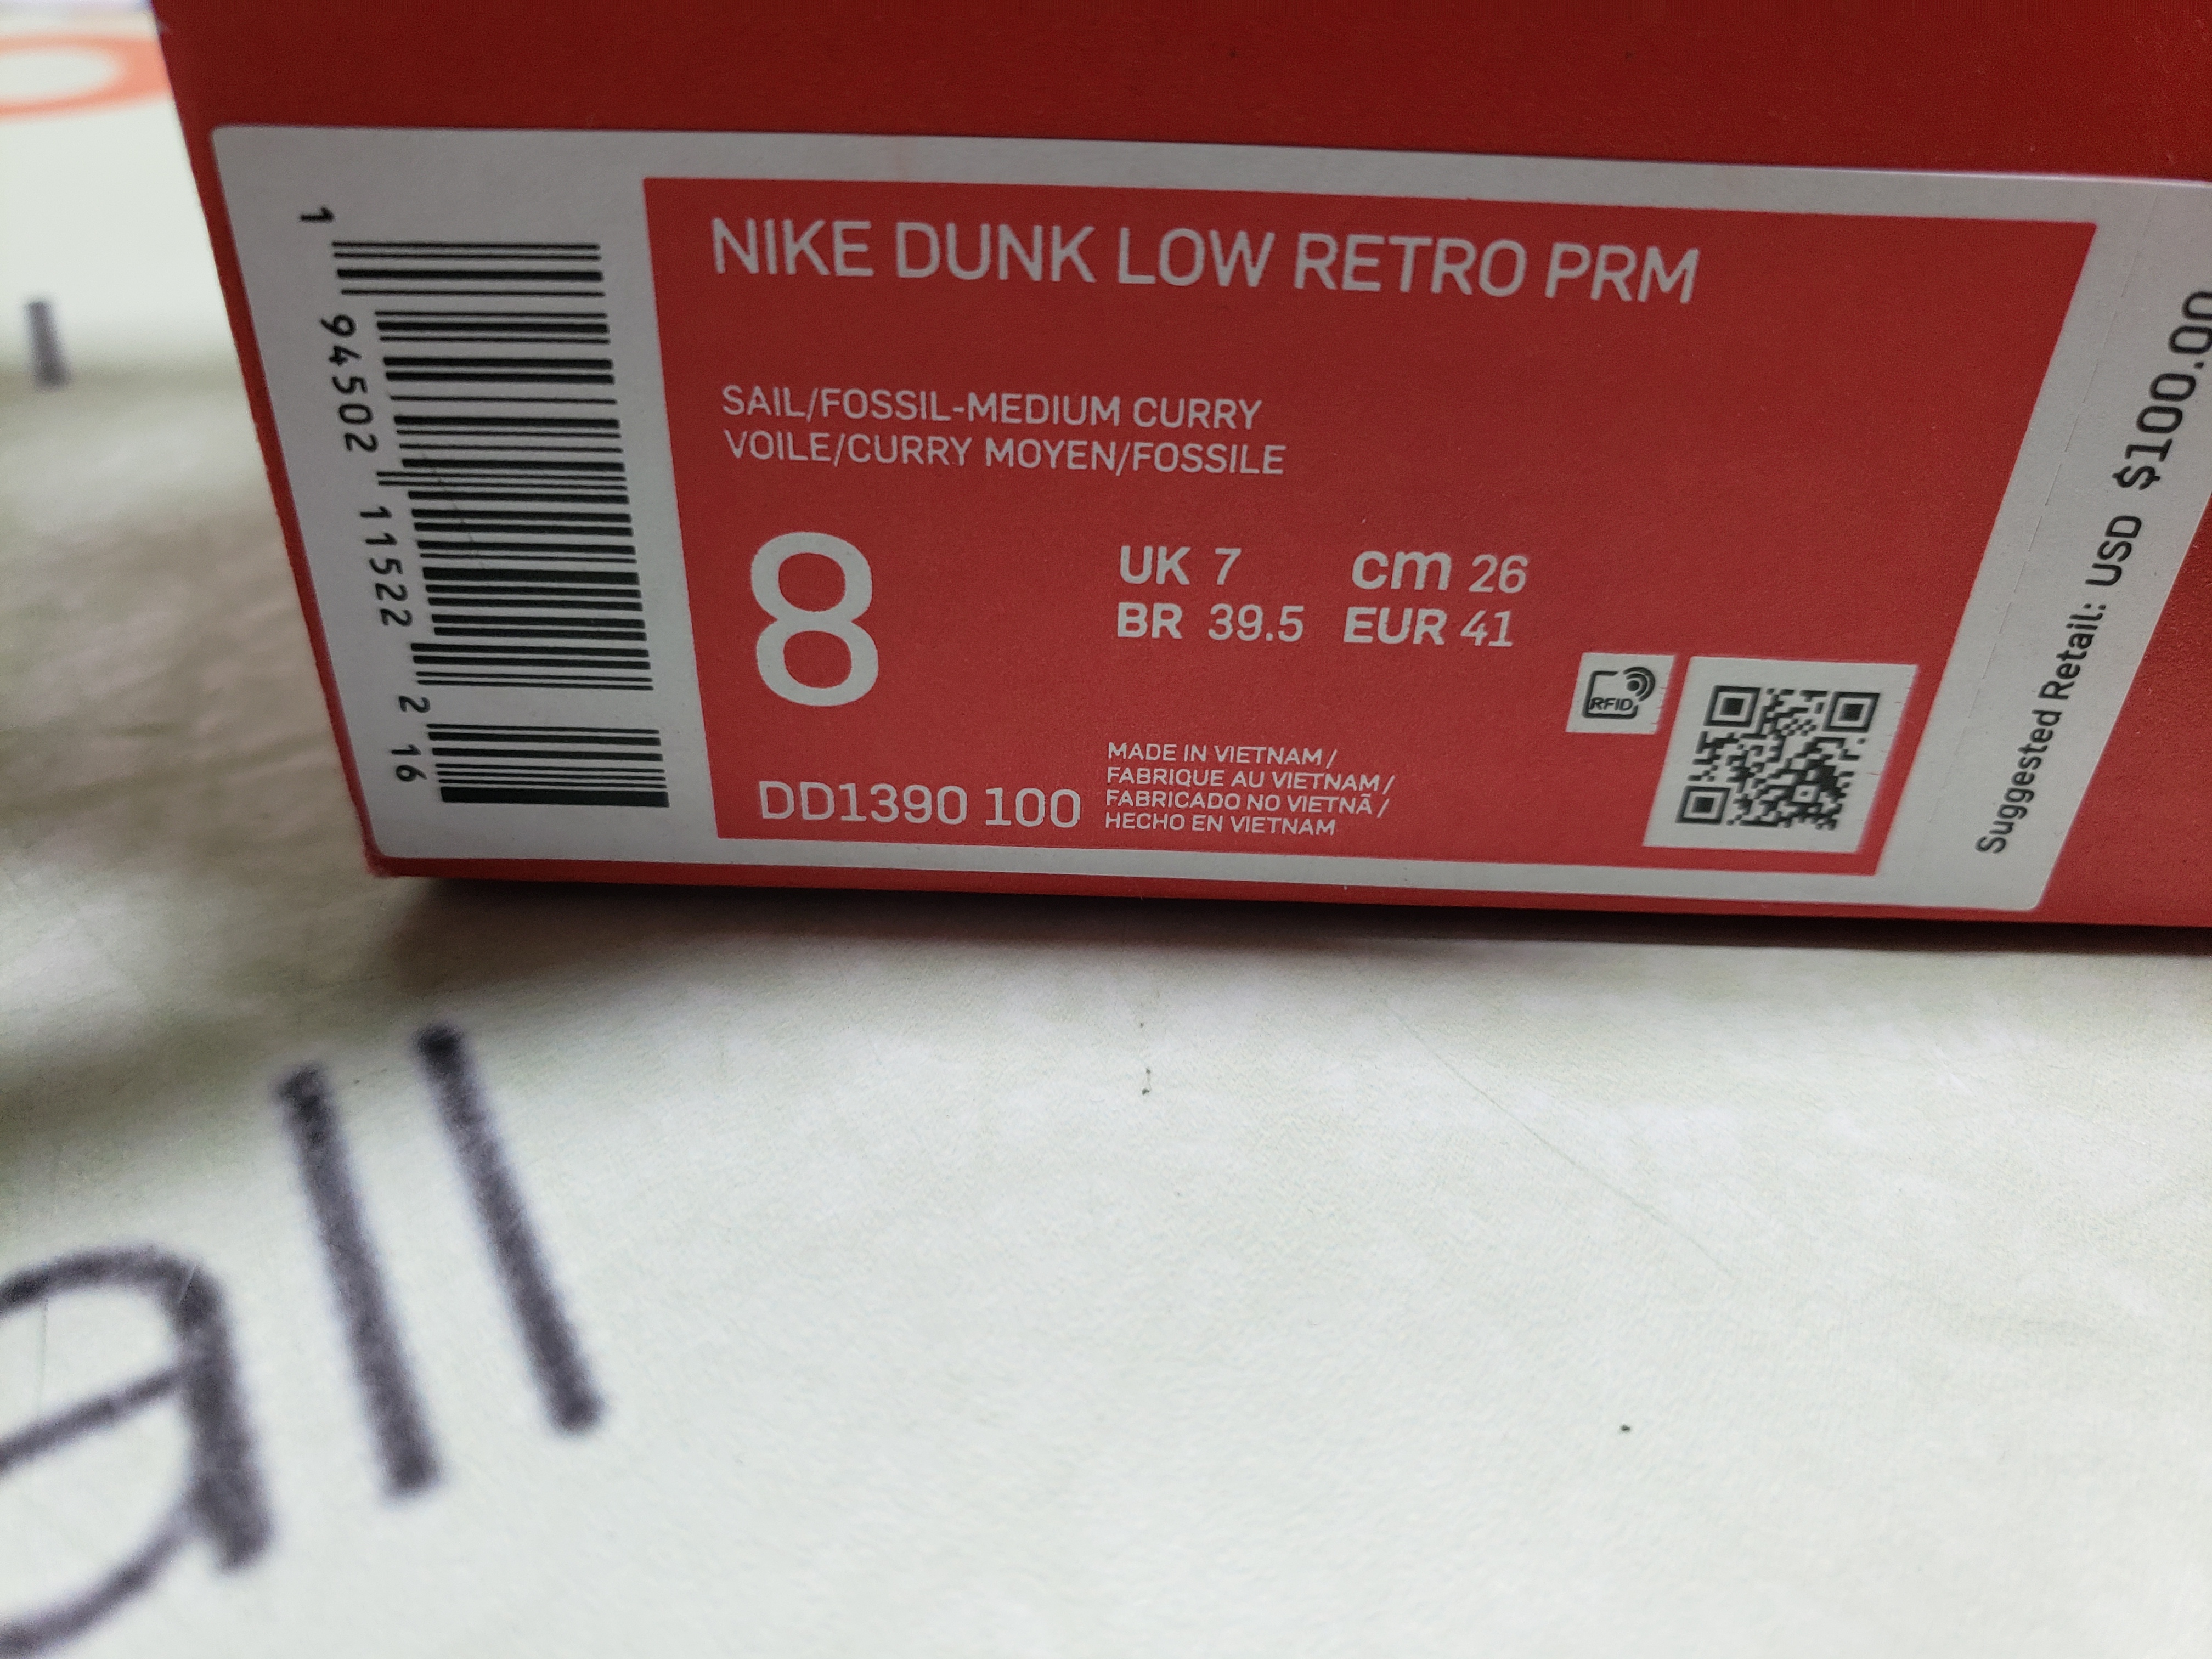 NIKE DUNK LOW RETRO PRM
SAIL/FOSSIL-MEDIUM CURRY
VOILE/CURRY MOYEN/FOSSILE
8
UK 7 cm 26
BR 39.5 EUR 41
DD1390 100
MADE IN VIETNAM/
FABRIQUE AU VIETNAM/
FABRICADO NO VIETNÃ/
HECHO EN VIETNAM
RFID
1 94502 11522 2 16
Suggested Retail: USD $100.00
all